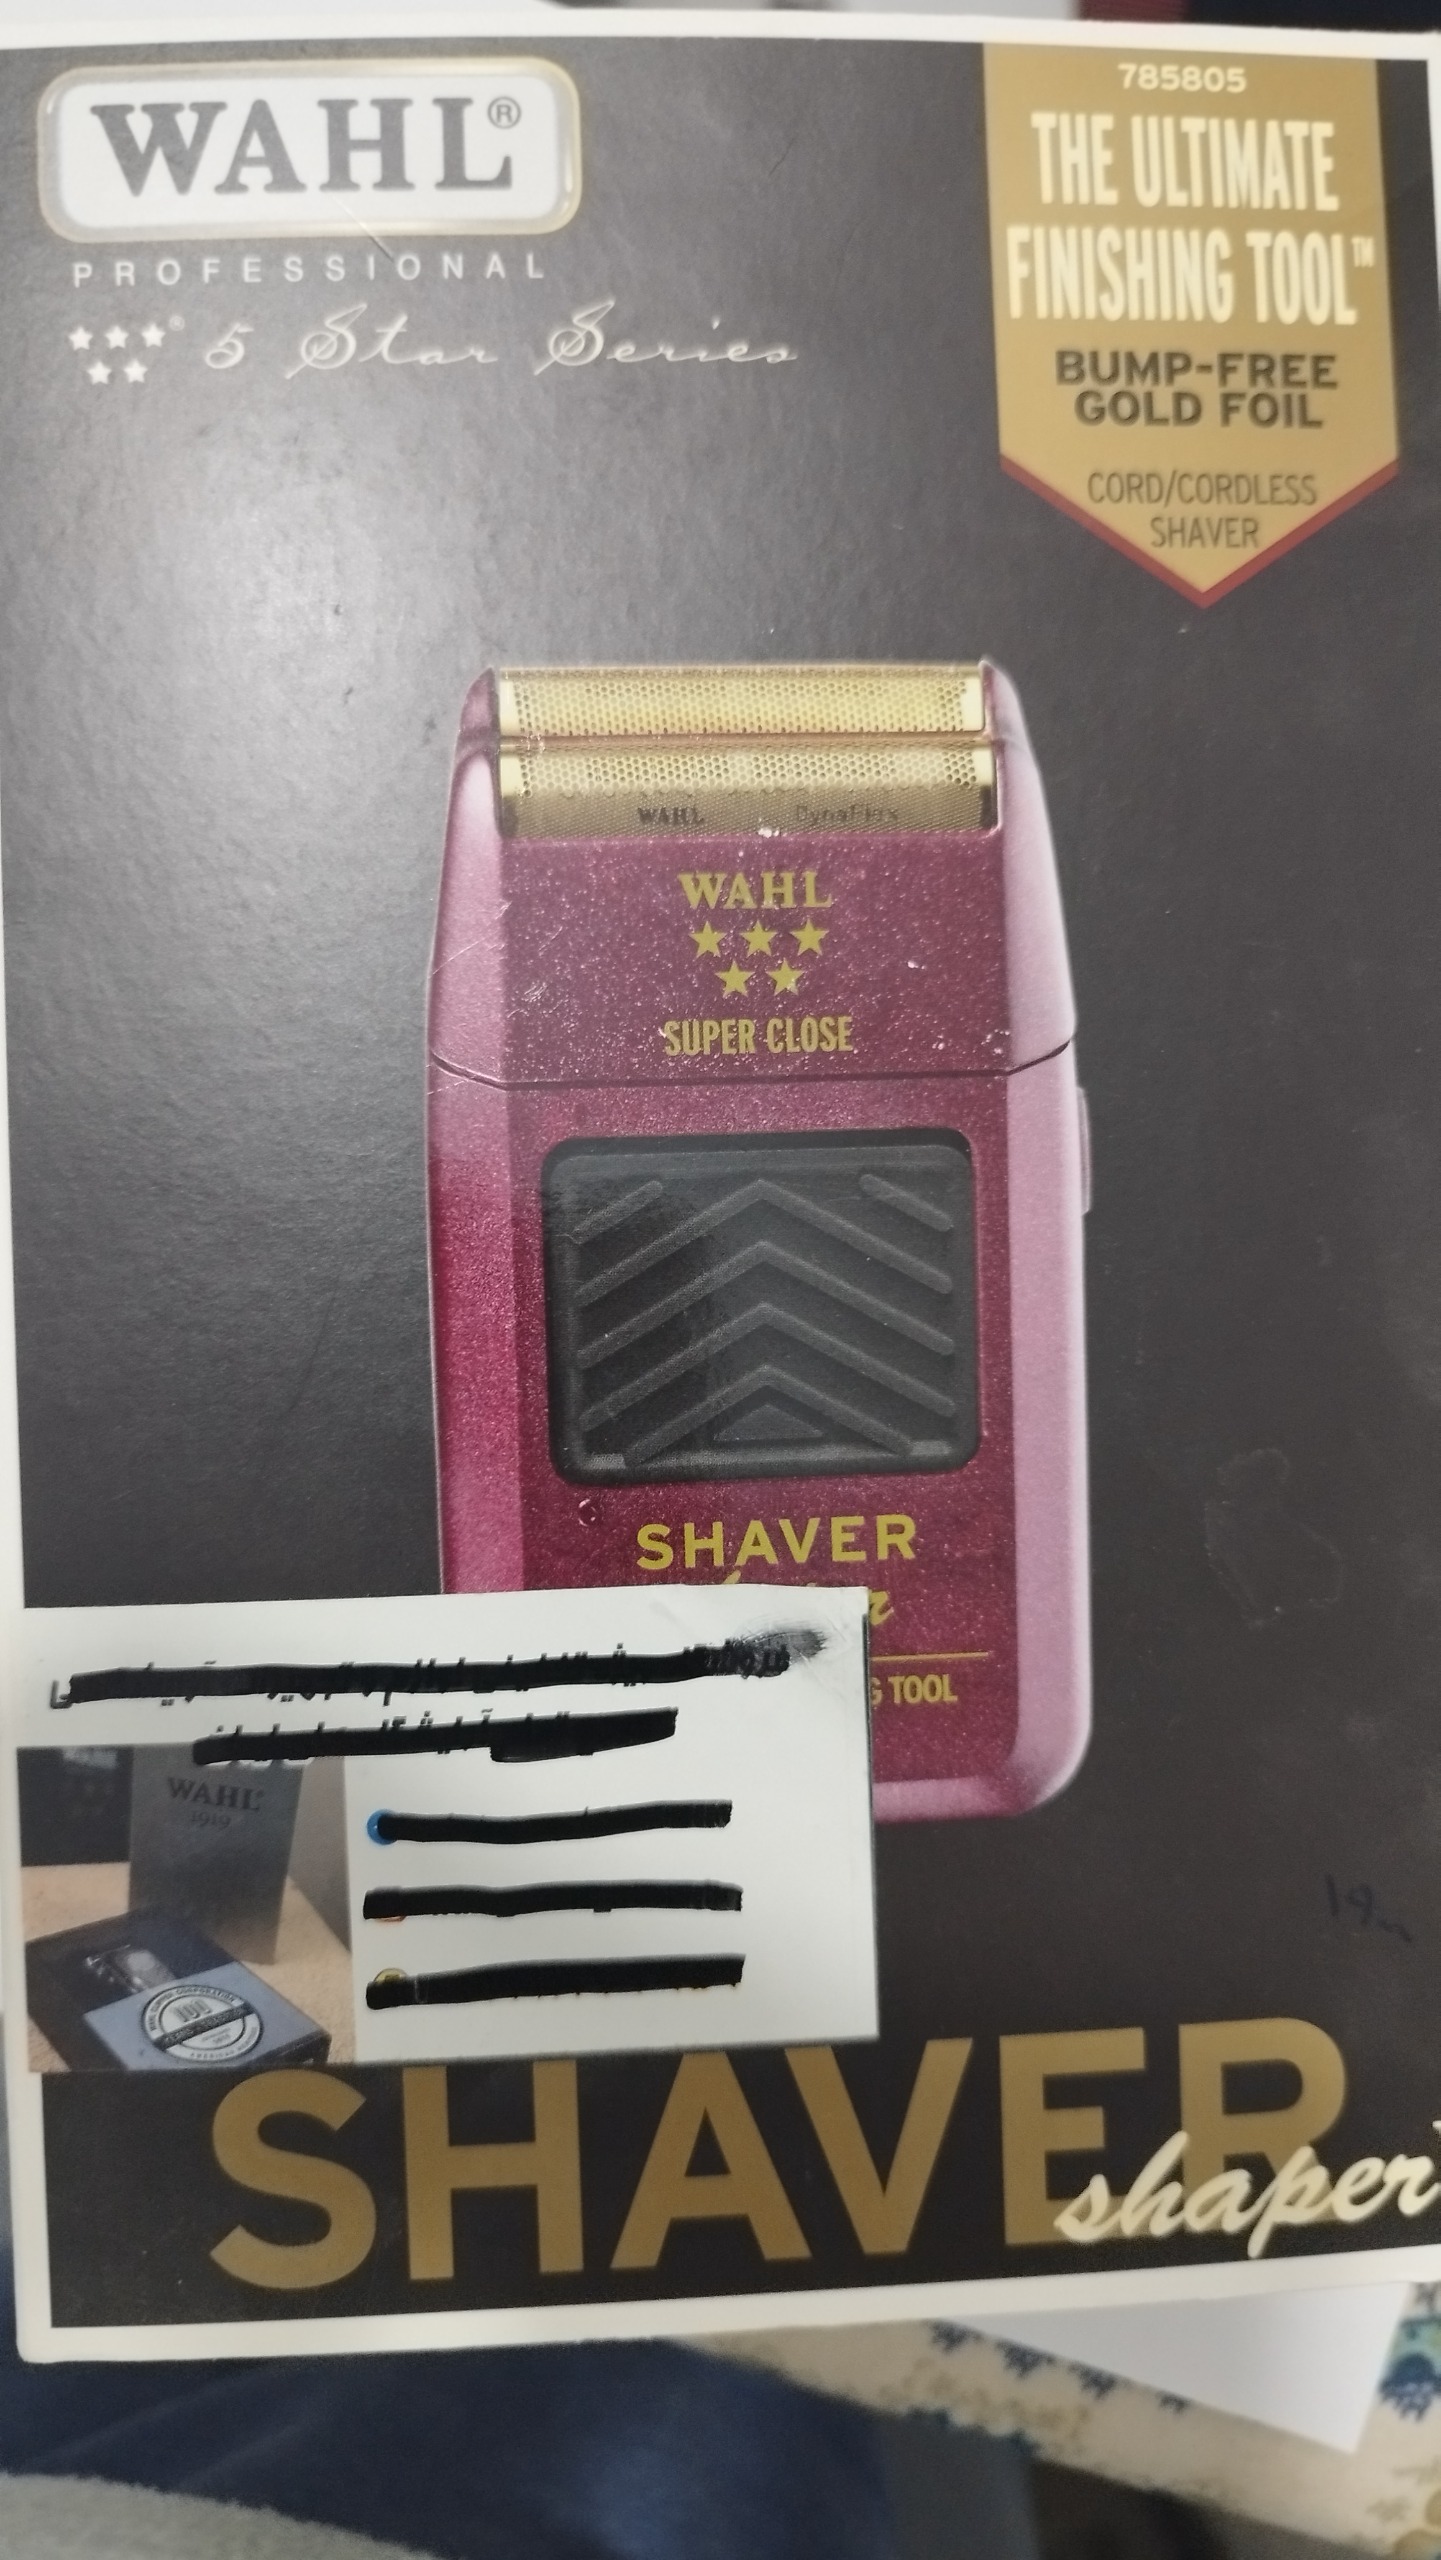 WAHL®
PROFESSIONAL
5 Star Series
785805
THE ULTIMATE
FINISHING TOOL™
BUMP-FREE
GOLD FOIL
CORD/CORDLESS
SHAVER
WAHL DynaFlex
WAHL
SUPER CLOSE
SHAVER
TOOL
WAHL
1919
100
SHAVER
shaper